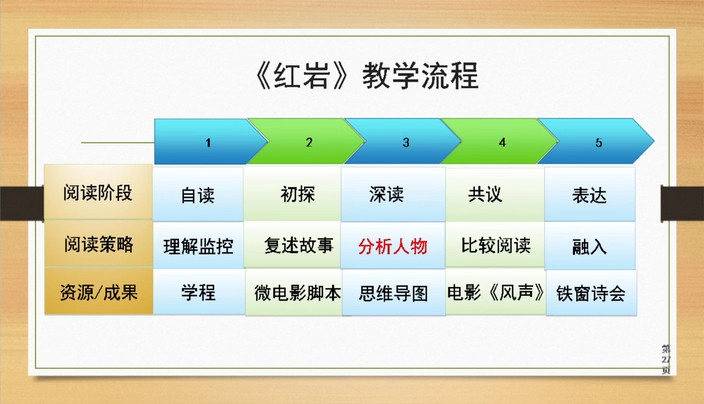 《红岩》教学流程
1 2 3 4 5
阅读阶段 自读 初探 深读 共议 表达
阅读策略 理解监控 复述故事 分析人物 比较阅读 融入
资源/成果 学程 微电影脚本 思维导图 电影《风声》 铁窗诗会
第
27
页